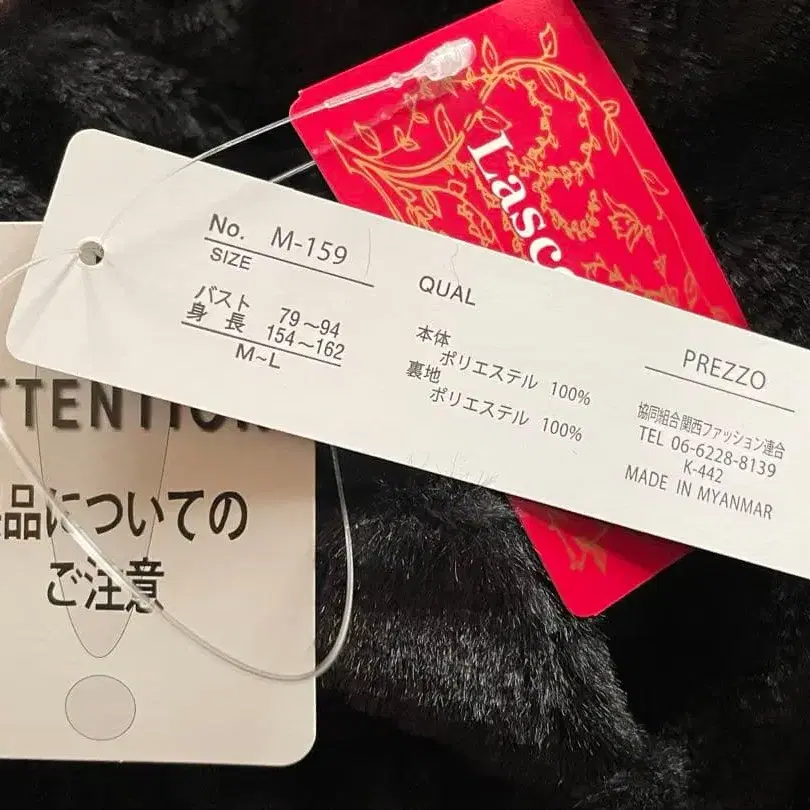 No. M-159
SIZE
バスト 79～94
身 長 154～162
M～L
QUAL
本体
ポリエステル 100%
裏地
ポリエステル 100%
PREZZO
協同組合関西ファッション連合
TEL 06-6228-8139
K-442
MADE IN MYANMAR
Lasc
TTENTIO
品についての
ご注意